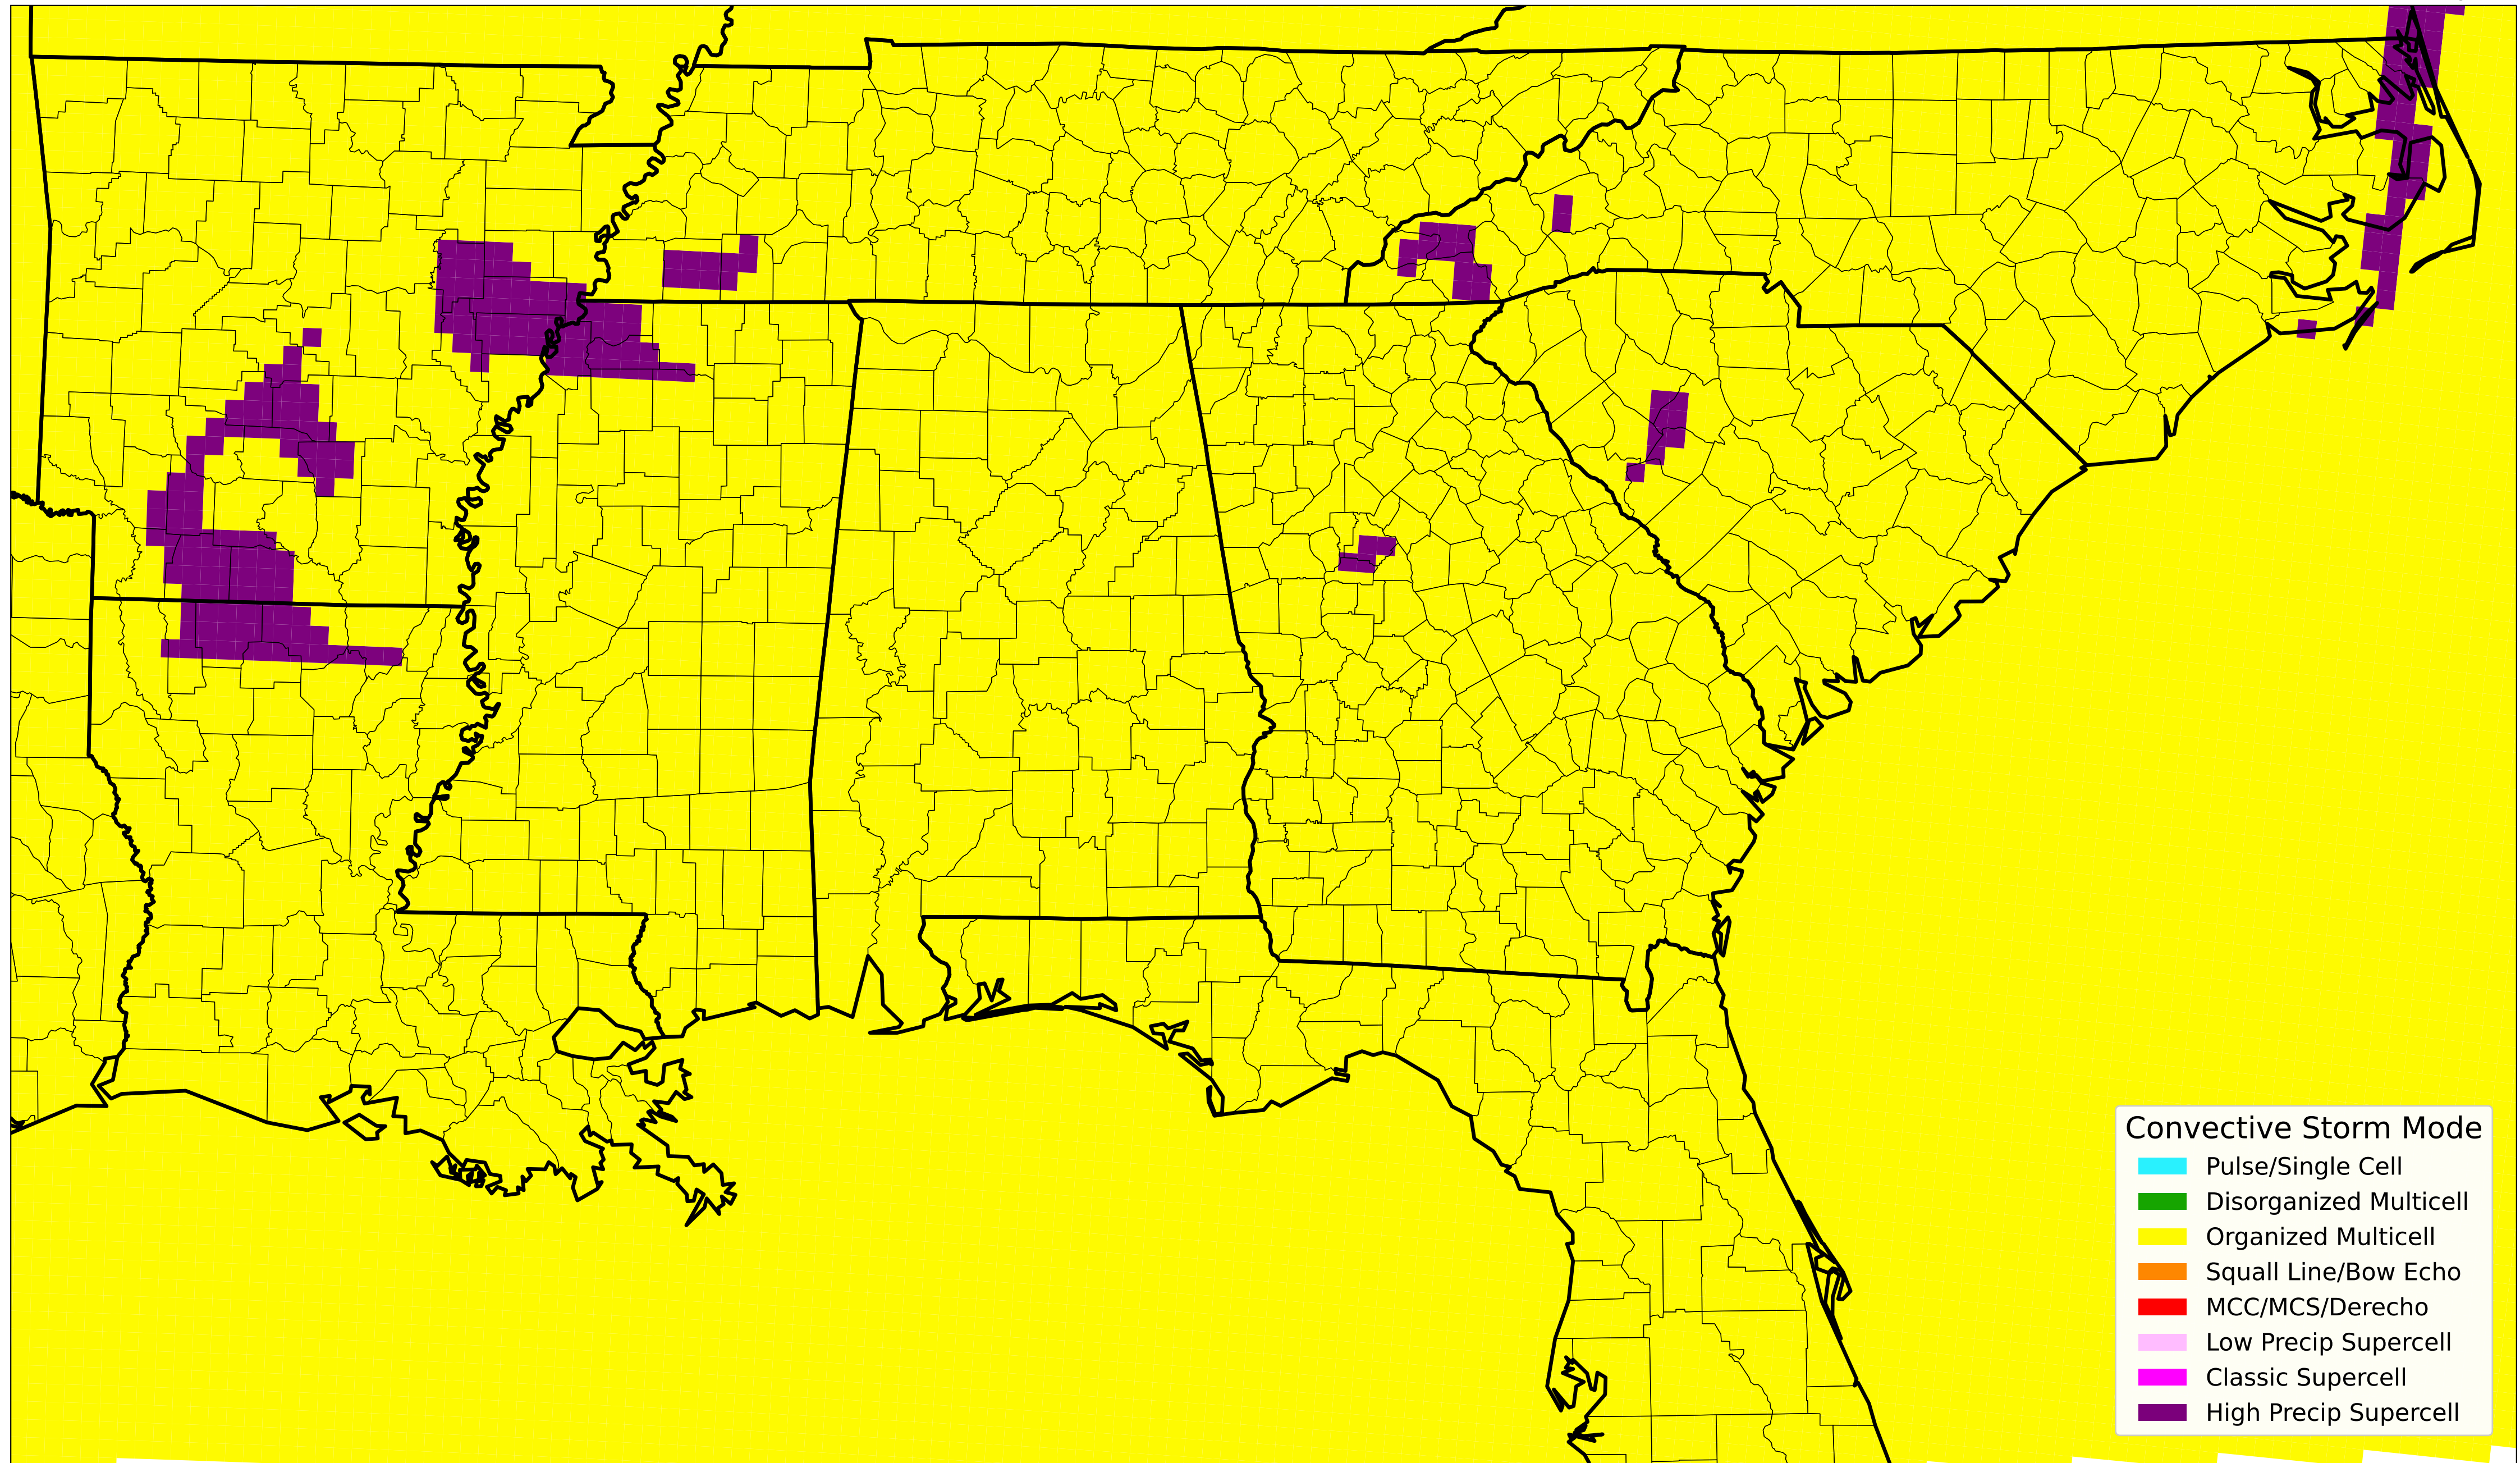 Convective Storm Mode
Pulse/Single Cell
Disorganized Multicell
Organized Multicell
Squall Line/Bow Echo
MCC/MCS/Derecho
Low Precip Supercell
Classic Supercell
High Precip Supercell